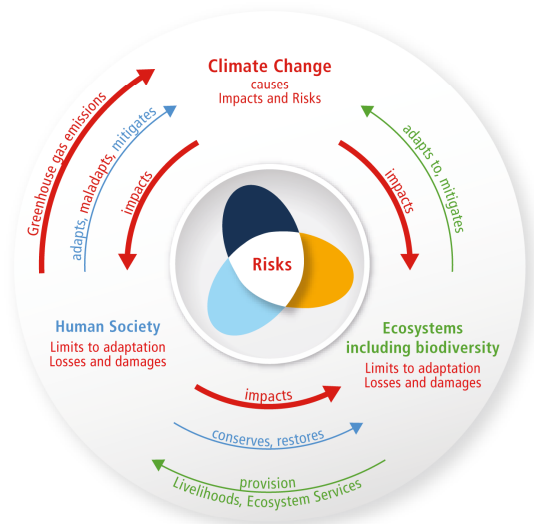 Climate Change
causes
Impacts and Risks
Greenhouse gas emissions
adapts, maladapts, mitigates
impacts
impacts
adapts to, mitigates
Risks
Human Society
Limits to adaptation
Losses and damages
Ecosystems
including biodiversity
Limits to adaptation
Losses and damages
impacts
conserves, restores
provision
Livelihoods, Ecosystem Services